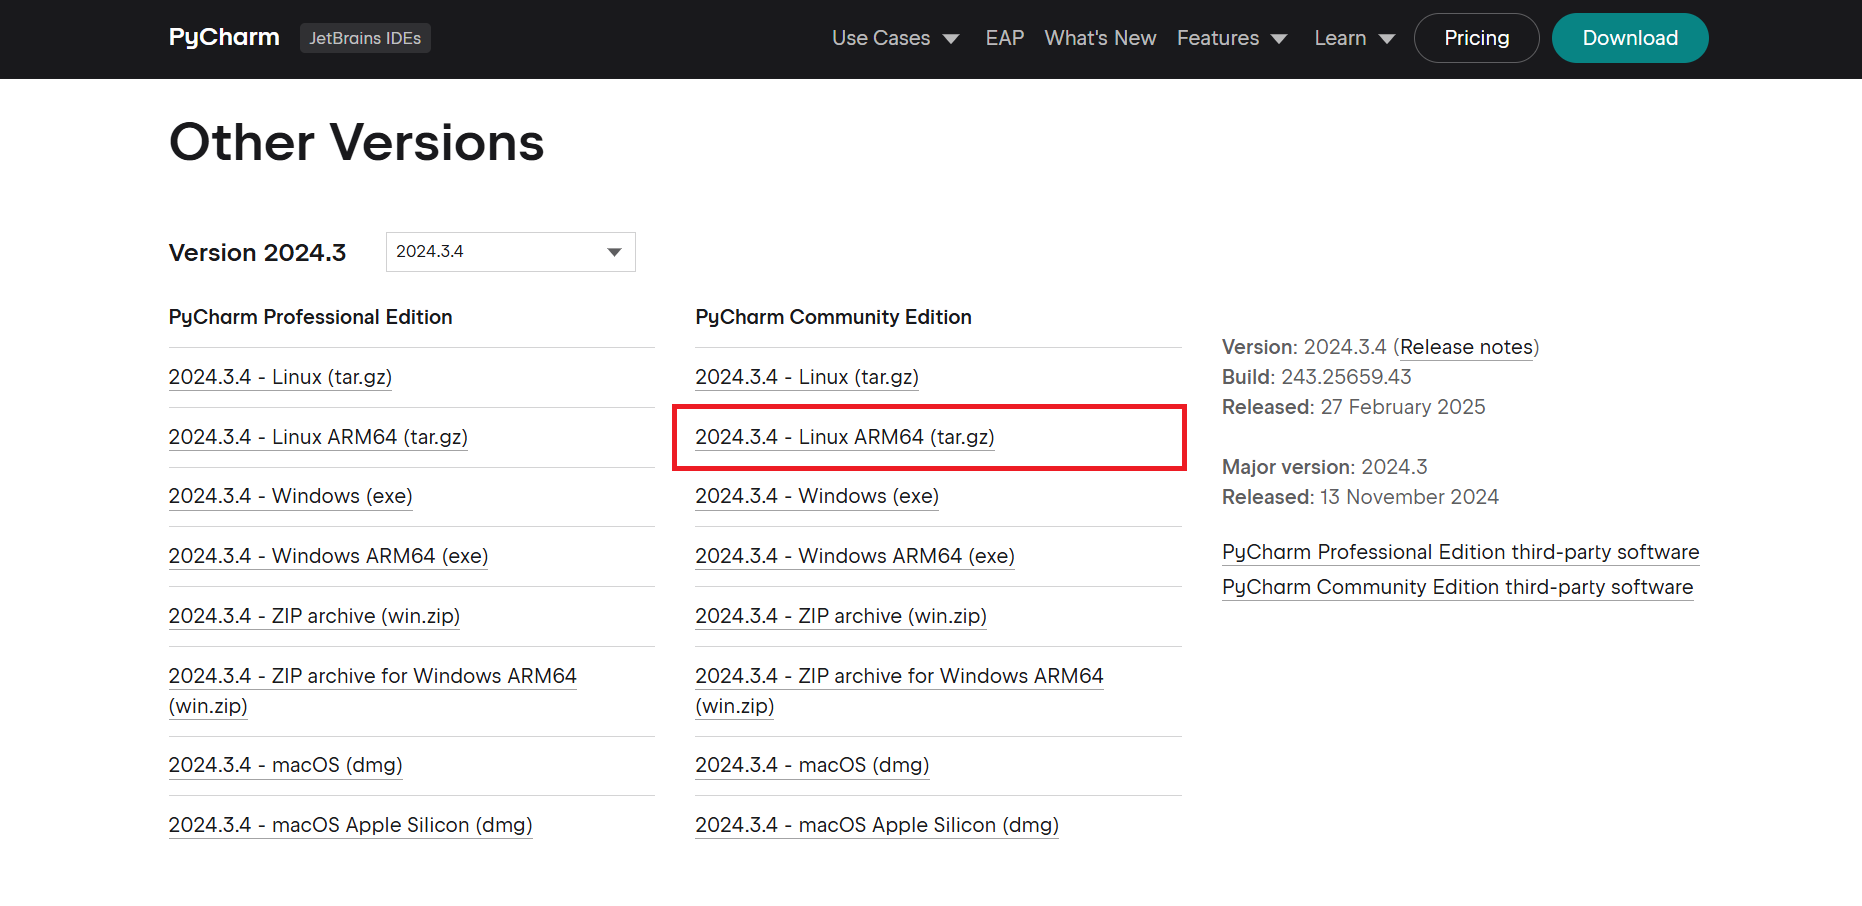 PyCharm JetBrains IDEs Use Cases EAP What's New Features Learn Pricing Download
Other Versions
Version 2024.3 2024.3.4
PyCharm Professional Edition
2024.3.4 - Linux (tar.gz)
2024.3.4 - Linux ARM64 (tar.gz)
2024.3.4 - Windows (exe)
2024.3.4 - Windows ARM64 (exe)
2024.3.4 - ZIP archive (win.zip)
2024.3.4 - ZIP archive for Windows ARM64
(win.zip)
2024.3.4 - macOS (dmg)
2024.3.4 - macOS Apple Silicon (dmg)
PyCharm Community Edition
2024.3.4 - Linux (tar.gz)
2024.3.4 - Linux ARM64 (tar.gz)
2024.3.4 - Windows (exe)
2024.3.4 - Windows ARM64 (exe)
2024.3.4 - ZIP archive (win.zip)
2024.3.4 - ZIP archive for Windows ARM64
(win.zip)
2024.3.4 - macOS (dmg)
2024.3.4 - macOS Apple Silicon (dmg)
Version: 2024.3.4 (Release notes)
Build: 243.25659.43
Released: 27 February 2025
Major version: 2024.3
Released: 13 November 2024
PyCharm Professional Edition third-party software
PyCharm Community Edition third-party software